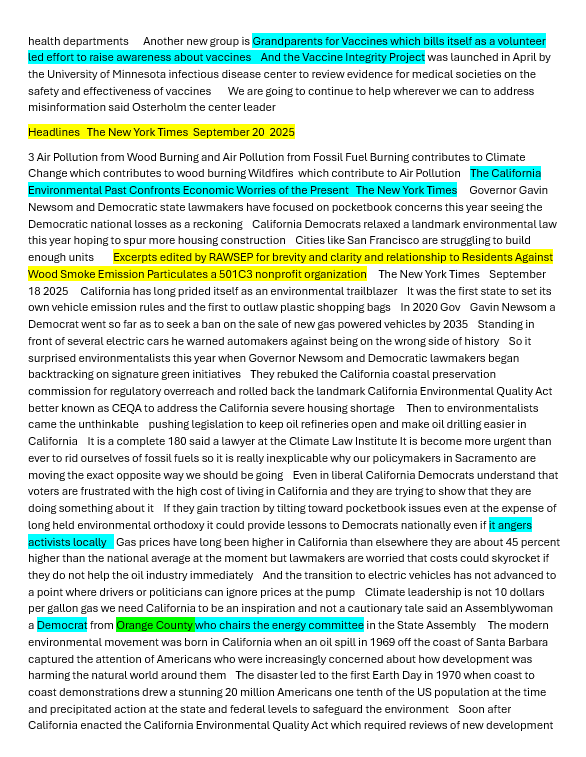 health departments Another new group is Grandparents for Vaccines which bills itself as a volunteer
led effort to raise awareness about vaccines And the Vaccine Integrity Project was launched in April by
the University of Minnesota infectious disease center to review evidence for medical societies on the
safety and effectiveness of vaccines We are going to continue to help wherever we can to address
misinformation said Osterholm the center leader
Headlines The New York Times September 20 2025
3 Air Pollution from Wood Burning and Air Pollution from Fossil Fuel Burning contributes to Climate
Change which contributes to wood burning Wildfires which contribute to Air Pollution The California
Environmental Past Confronts Economic Worries of the Present The New York Times Governor Gavin
Newsom and Democratic state lawmakers have focused on pocketbook concerns this year seeing the
Democratic national losses as a reckoning California Democrats relaxed a landmark environmental law
this year hoping to spur more housing construction Cities like San Francisco are struggling to build
enough units Excerpts edited by RAWSEP for brevity and clarity and relationship to Residents Against
Wood Smoke Emission Particulates a 501C3 nonprofit organization The New York Times September
18 2025 California has long prided itself as an environmental trailblazer It was the first state to set its
own vehicle emission rules and the first to outlaw plastic shopping bags In 2020 Gov Gavin Newsom a
Democrat went so far as to seek a ban on the sale of new gas powered vehicles by 2035 Standing in
front of several electric cars he warned automakers against being on the wrong side of history So it
surprised environmentalists this year when Governor Newsom and Democratic lawmakers began
backtracking on signature green initiatives They rebuked the California coastal preservation
commission for regulatory overreach and rolled back the landmark California Environmental Quality Act
better known as CEQA to address the California severe housing shortage Then to environmentalists
came the unthinkable pushing legislation to keep oil refineries open and make oil drilling easier in
California It is a complete 180 said a lawyer at the Climate Law Institute It is become more urgent than
ever to rid ourselves of fossil fuels so it is really inexplicable why our policymakers in Sacramento are
moving the exact opposite way we should be going Even in liberal California Democrats understand that
voters are frustrated with the high cost of living in California and they are trying to show that they are
doing something about it If they gain traction by tilting toward pocketbook issues even at the expense of
long held environmental orthodoxy it could provide lessons to Democrats nationally even if it angers
activists locally Gas prices have long been higher in California than elsewhere they are about 45 percent
higher than the national average at the moment but lawmakers are worried that costs could skyrocket if
they do not help the oil industry immediately And the transition to electric vehicles has not advanced to
a point where drivers or politicians can ignore prices at the pump Climate leadership is not 10 dollars
per gallon gas we need California to be an inspiration and not a cautionary tale said an Assemblywoman
a Democrat from Orange County who chairs the energy committee in the State Assembly The modern
environmental movement was born in California when an oil spill in 1969 off the coast of Santa Barbara
captured the attention of Americans who were increasingly concerned about how development was
harming the natural world around them The disaster led to the first Earth Day in 1970 when coast to
coast demonstrations drew a stunning 20 million Americans one tenth of the US population at the time
and precipitated action at the state and federal levels to safeguard the environment Soon after
California enacted the California Environmental Quality Act which required reviews of new development